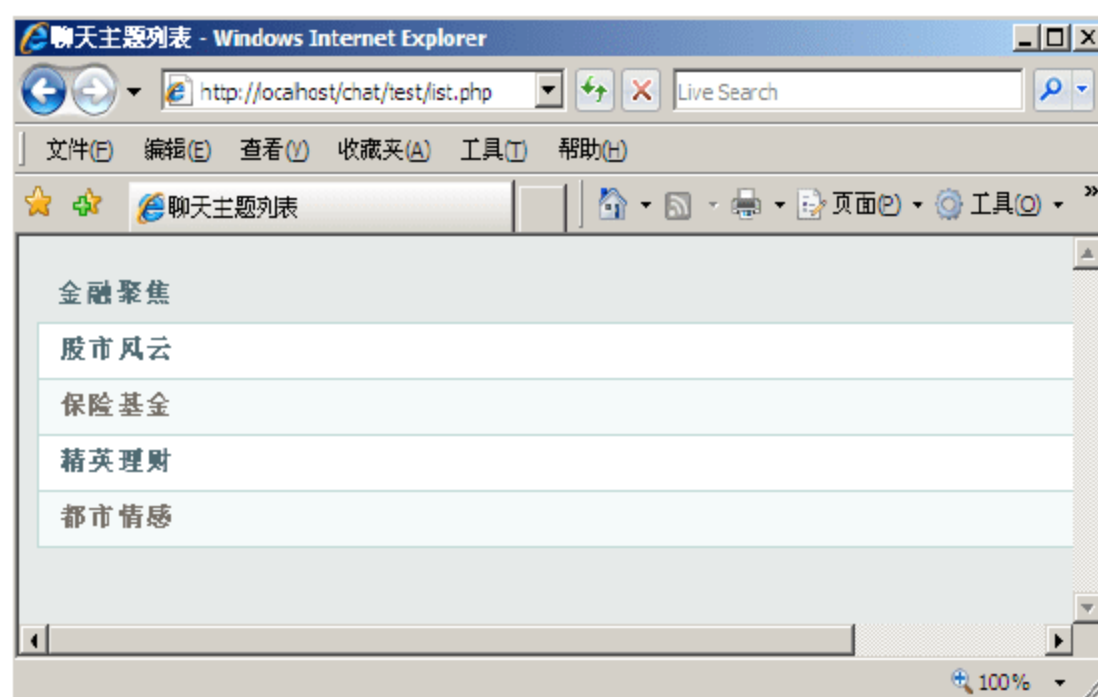 聊天主题列表 - Windows Internet Explorer
http://localhost/chat/test/list.php Live Search
文件(F) 编辑(E) 查看(V) 收藏夹(A) 工具(T) 帮助(H)
聊天主题列表 页面(P) 工具(O) »
金融聚焦
股市风云
保险基金
精英理财
都市情感
100%